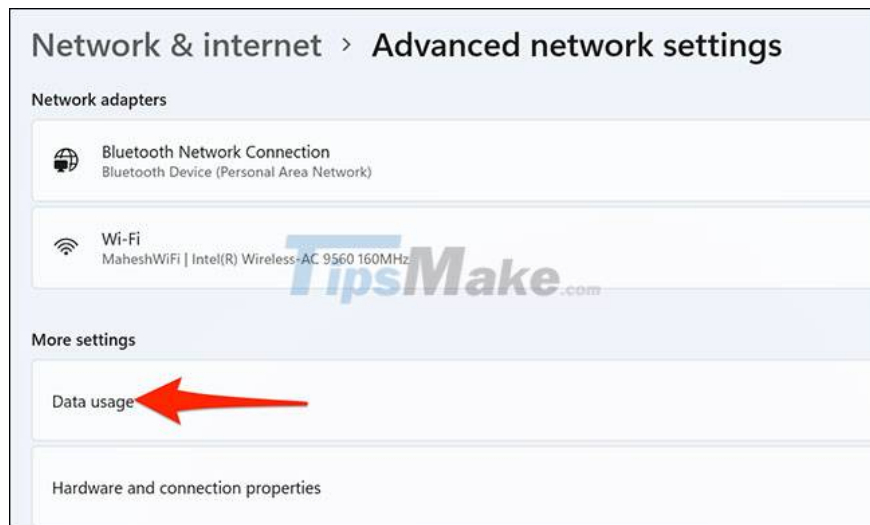 Network & internet > Advanced network settings
Network adapters
Bluetooth Network Connection
Bluetooth Device (Personal Area Network)
Wi-Fi
MaheshWiFi | Intel(R) Wireless-AC 9560 160MHz
TipsMake.com
More settings
Data usage
Hardware and connection properties